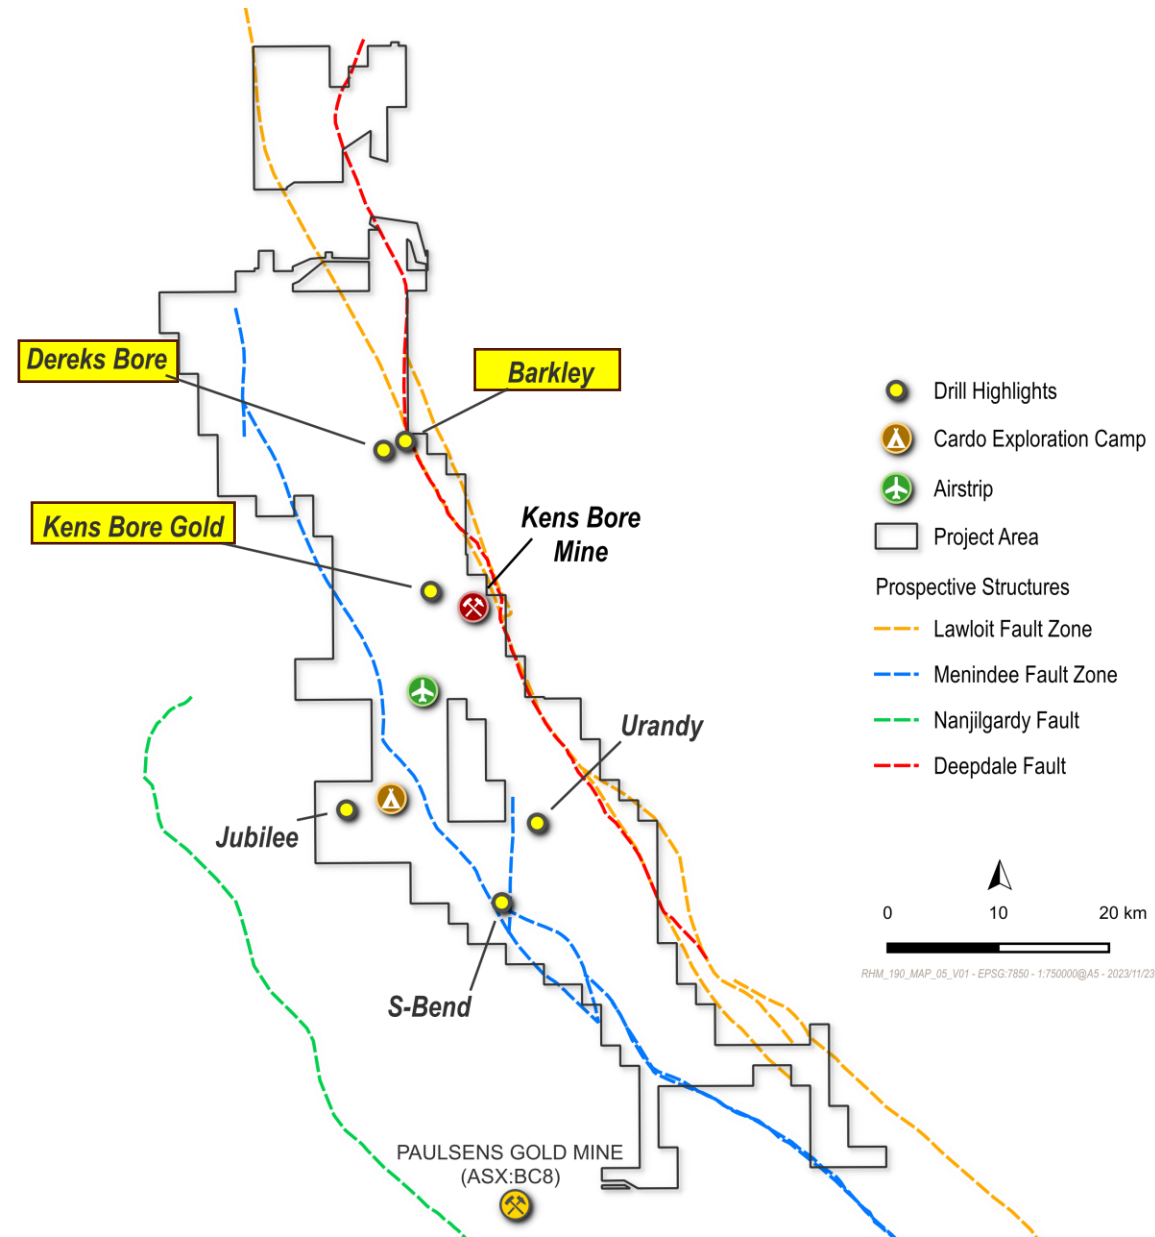 Dereks Bore
Barkley
Kens Bore Gold
Kens Bore
Mine
Urandy
Jubilee
S-Bend
PAULSENS GOLD MINE
(ASX:BC8)
Drill Highlights
Cardo Exploration Camp
Airstrip
Project Area
Prospective Structures
Lawloit Fault Zone
Menindee Fault Zone
Nanjilgardy Fault
Deepdale Fault
0 10 20 km
RHM_190_MAP_05_V01 - EPSG:7850 - 1:750000@A5 - 2023/11/23